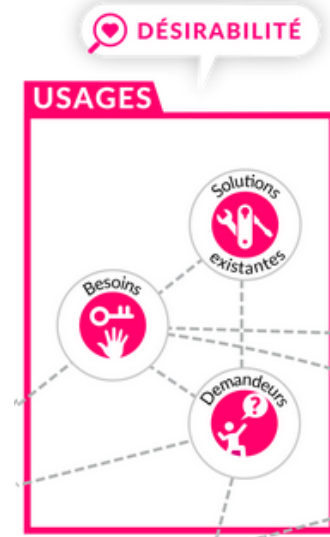 DÉSIRABILITÉ
USAGES
Solutions
existantes
Besoins
Demandeurs
?